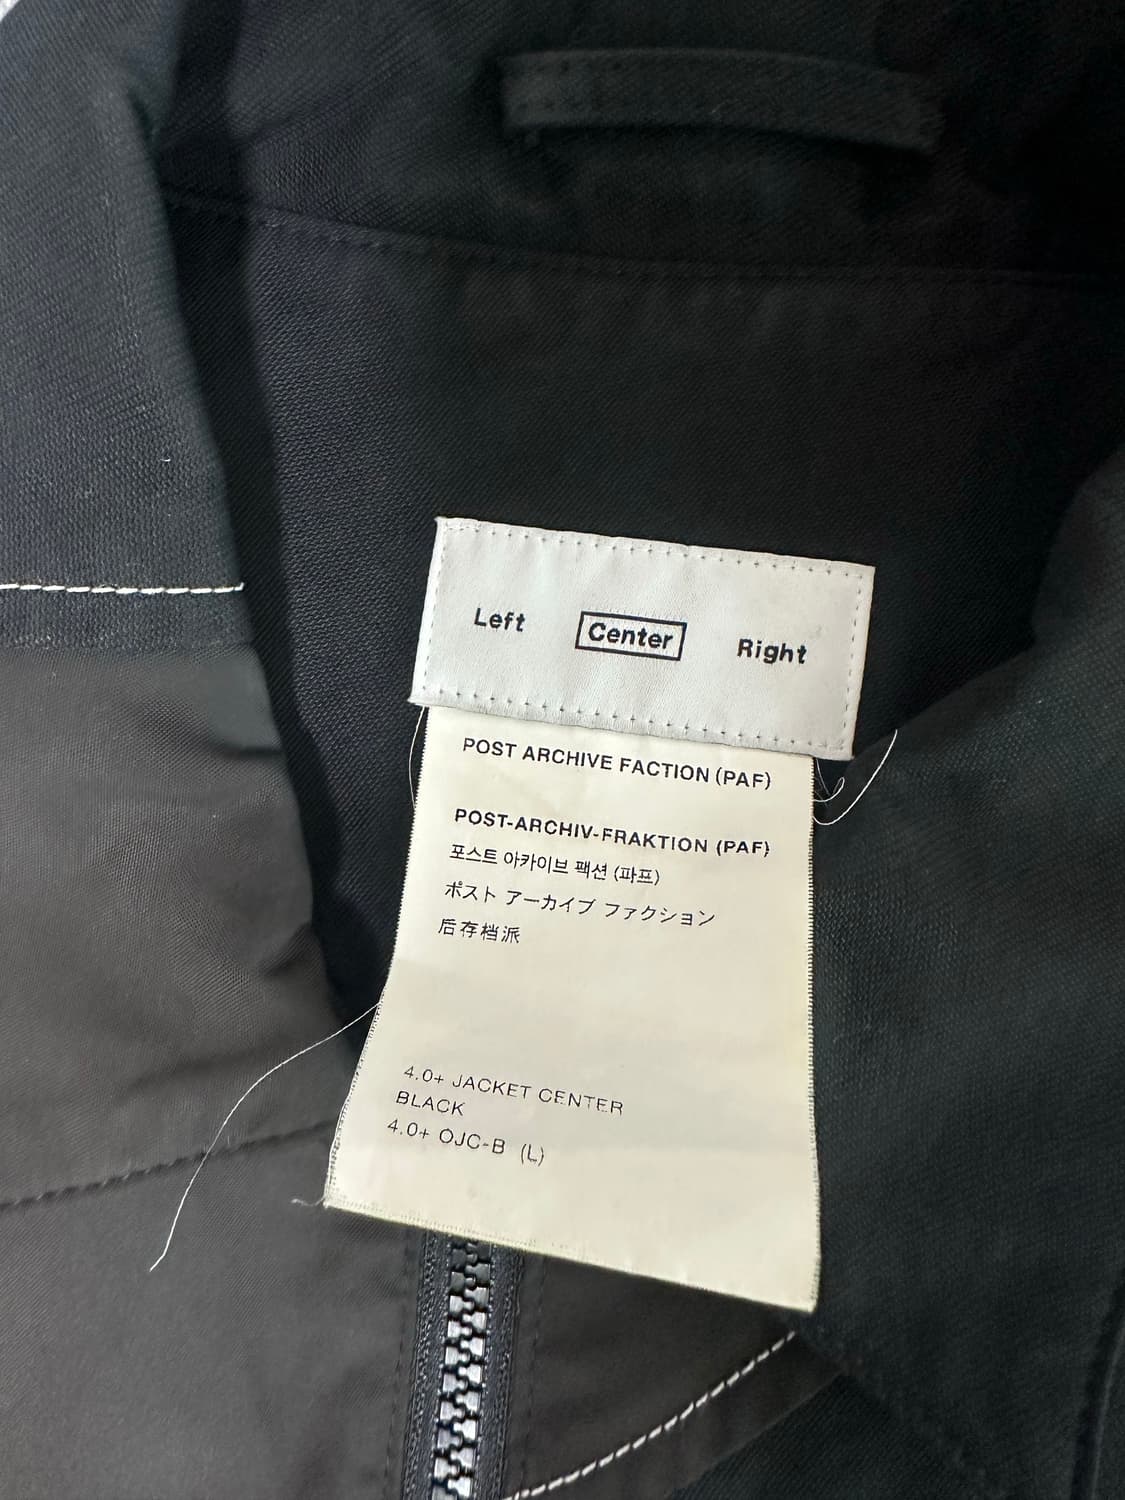 Left Center Right
POST ARCHIVE FACTION (PAF)
POST-ARCHIV-FRAKTION (PAF)
포스트 아카이브 팩션 (파프)
ポスト アーカイブ ファクション
后存档派
4.0+ JACKET CENTER
BLACK
4.0+ OJC-B (L)